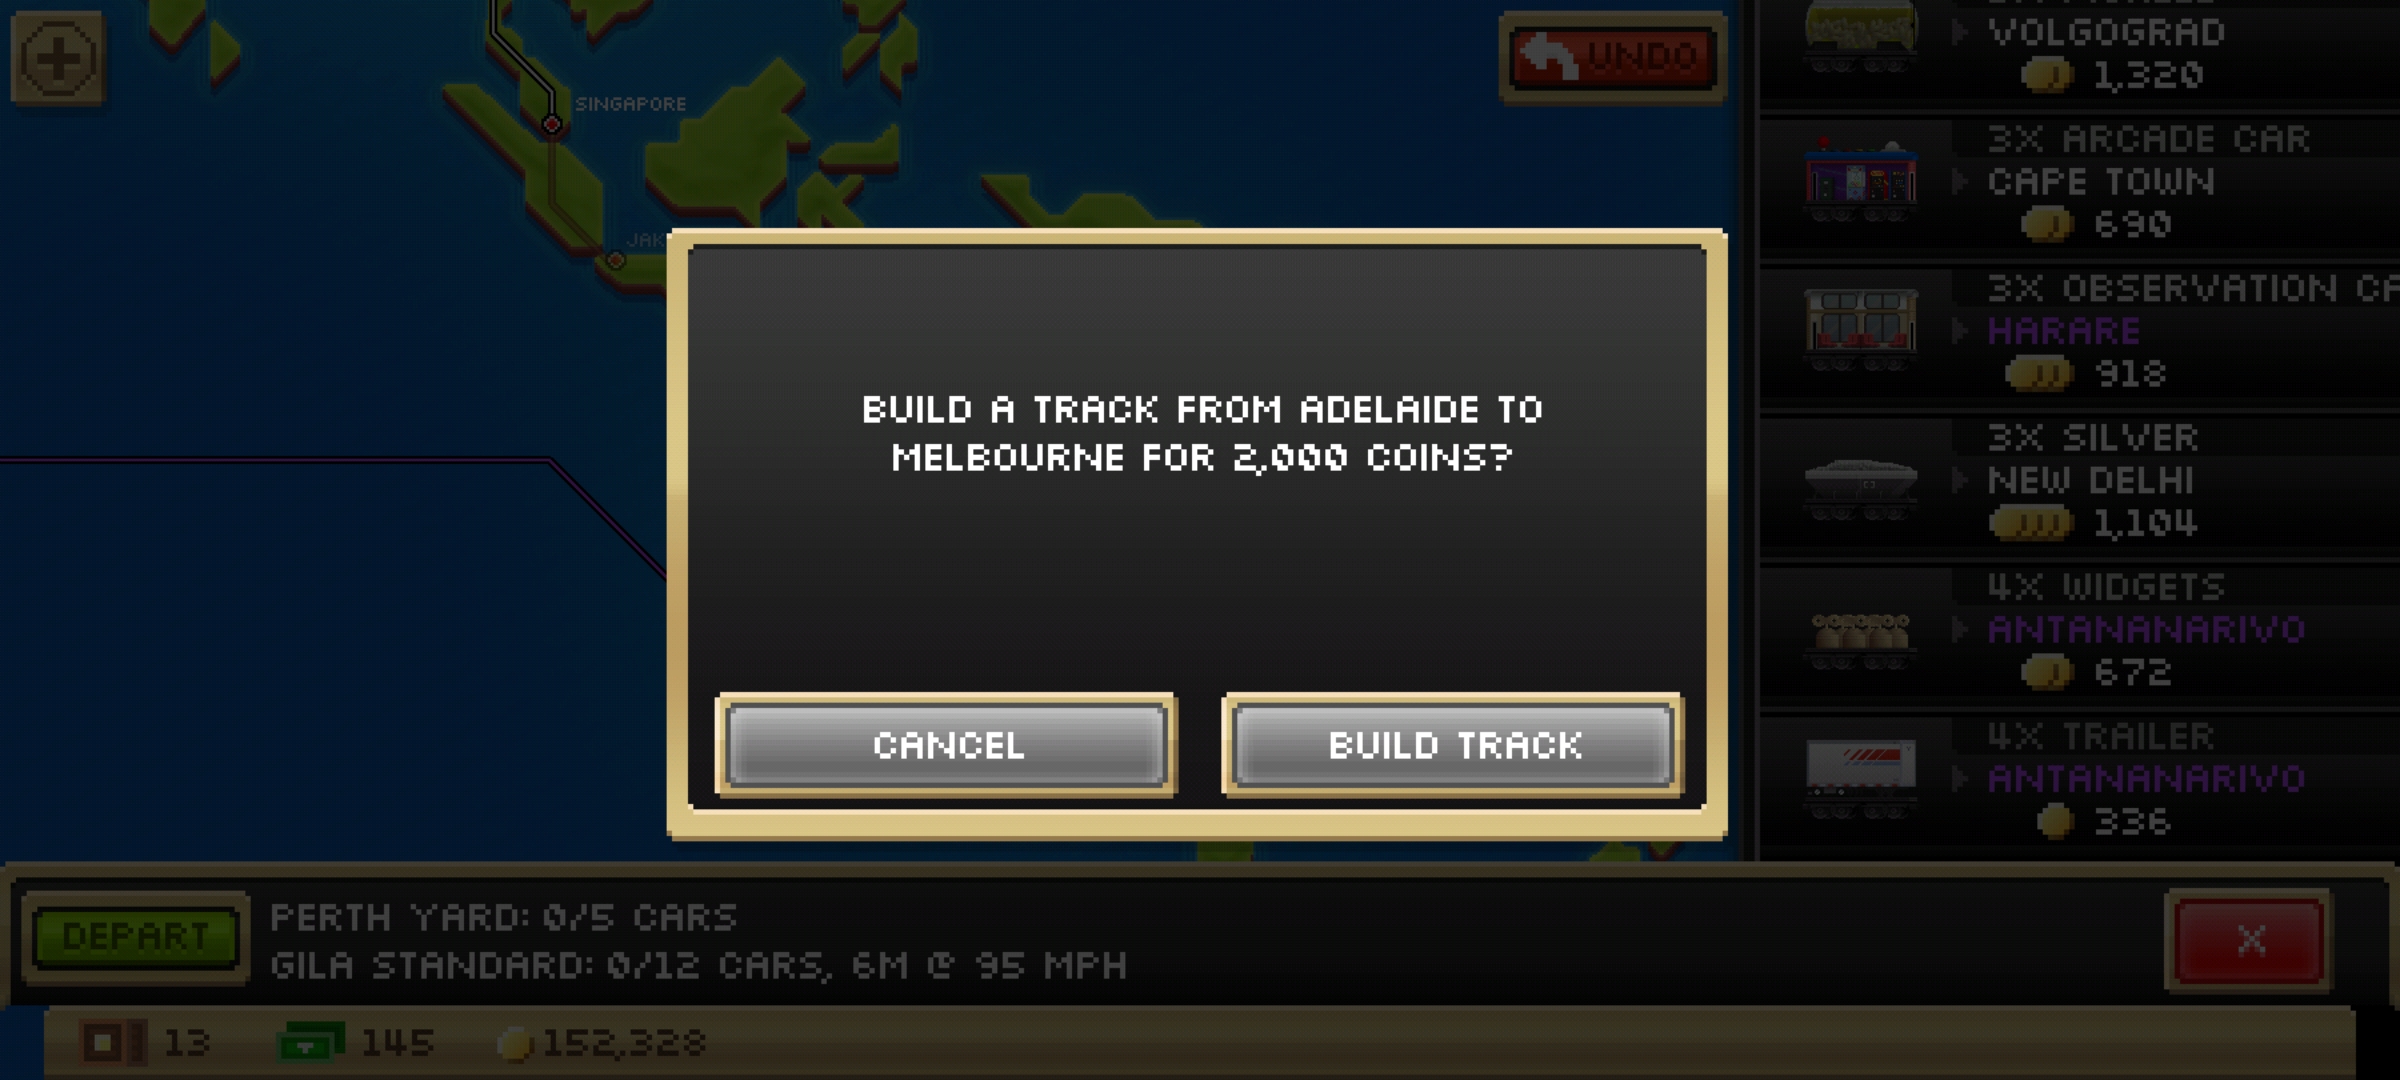 UNDO
SINGAPORE
JAK
BUILD A TRACK FROM ADELAIDE TO
MELBOURNE FOR 2,000 COINS?
CANCEL
BUILD TRACK
VOLGOGRAD
1,320
3X ARCADE CAR
CAPE TOWN
690
3X OBSERVATION CA
HARARE
918
3X SILVER
NEW DELHI
1,104
4X WIDGETS
ANTANANARIVO
672
4X TRAILER
ANTANANARIVO
336
DEPART
PERTH YARD: 0/5 CARS
GILA STANDARD: 0/12 CARS, 6M @ 95 MPH
X
13
145
152,328